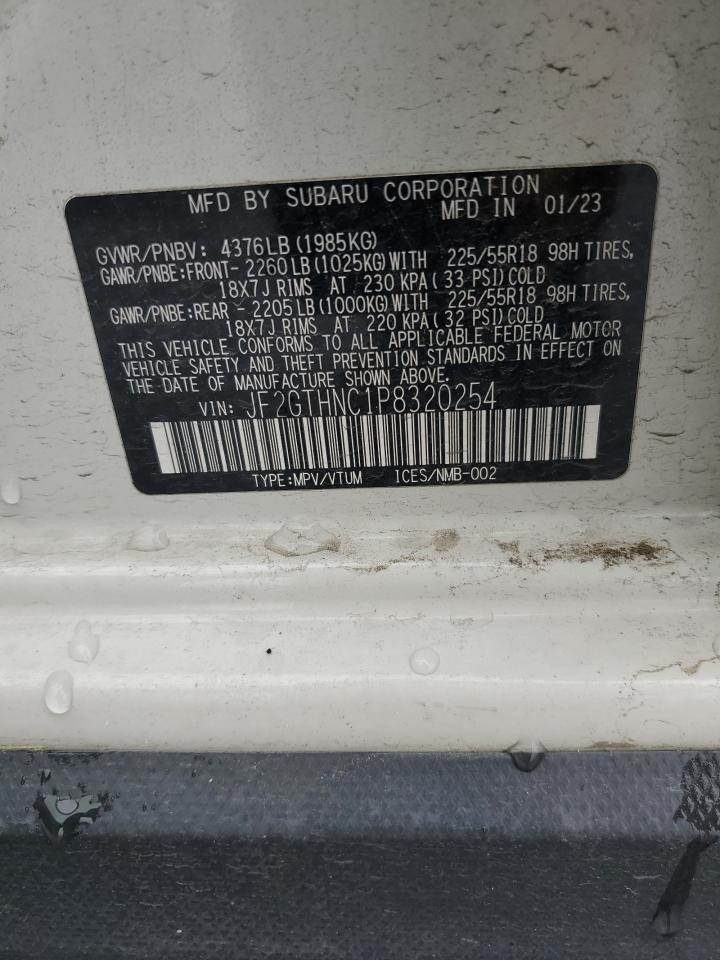 MFD BY SUBARU CORPORATION
MFD IN 01/23
GVWR/PNBV: 4376LB(1985KG)
GAWR/PNBE:FRONT- 2260LB(1025KG)WITH 225/55R18 98H TIRES,
18X7J RIMS AT 230 KPA(33 PSI)COLD
GAWR/PNBE:REAR - 2205LB(1000KG)WITH 225/55R18 98H TIRES,
18X7J RIMS AT 220 KPA(32 PSI)COLD
THIS VEHICLE CONFORMS TO ALL APPLICABLE FEDERAL MOTOR
VEHICLE SAFETY AND THEFT PREVENTION STANDARDS IN EFFECT ON
THE DATE OF MANUFACTURE SHOWN ABOVE.
VIN: JF2GTHNC1P8320254
TYPE:MPV/VTUM ICES/NMB-002